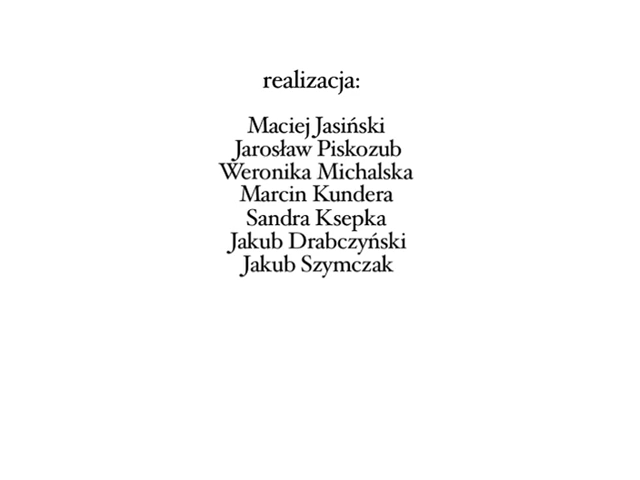 realizacja:
Maciej Jasiński
Jarosław Piskozub
Weronika Michalska
Marcin Kundera
Sandra Ksepka
Jakub Drabczyński
Jakub Szymczak